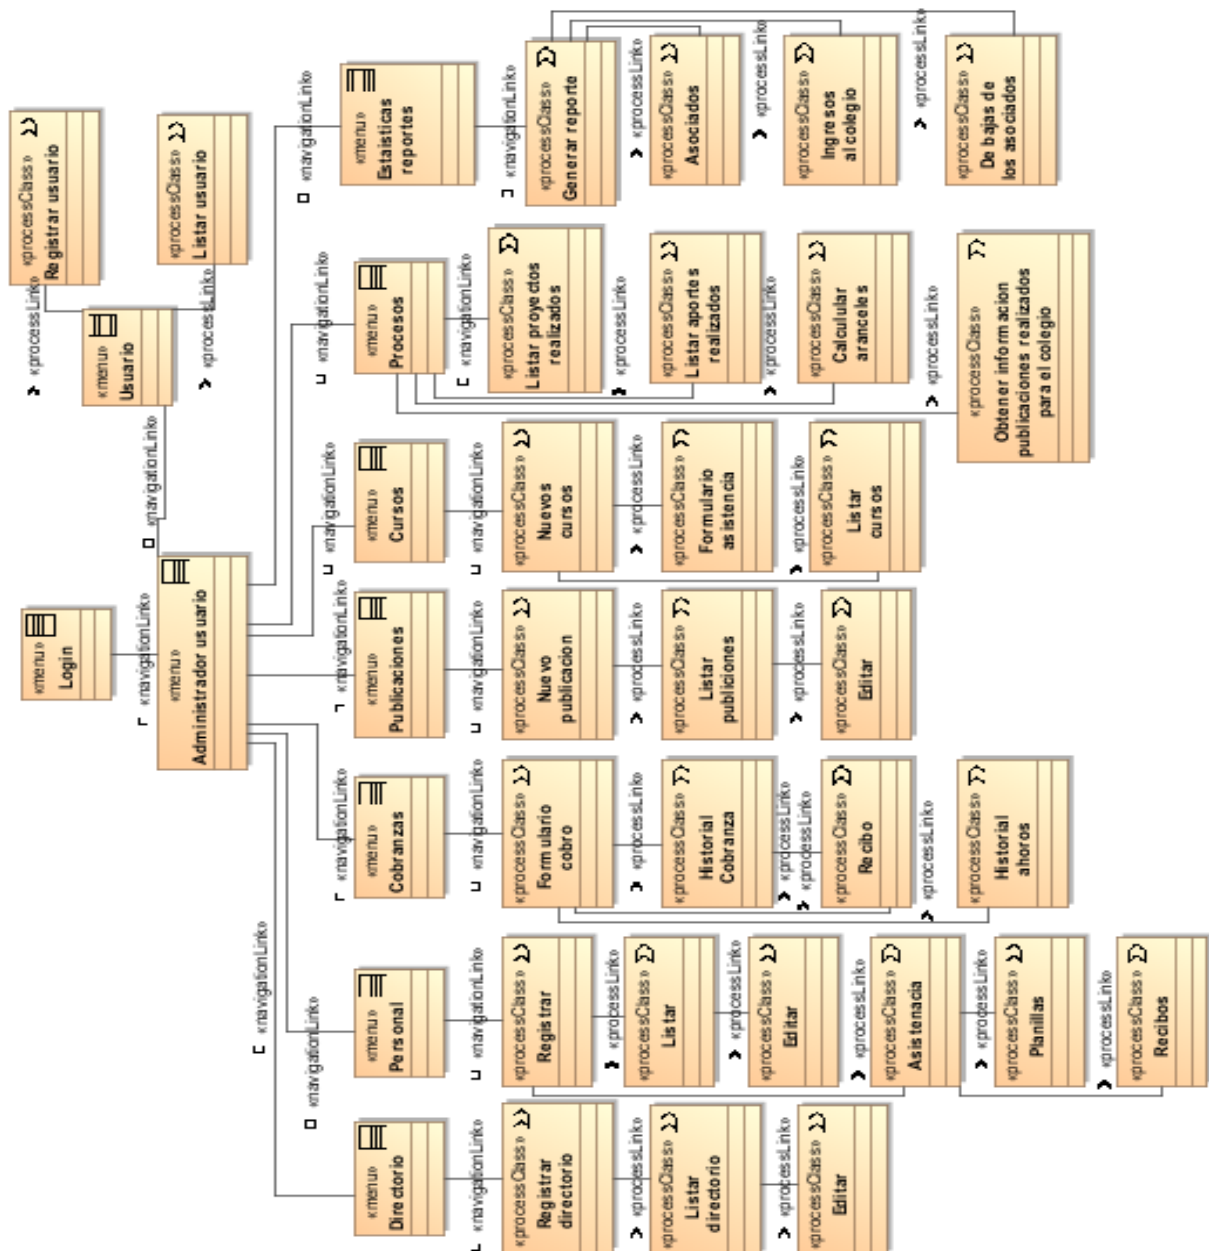 «menu»
Login
«navigationLink»
«menu»
Administrador usuario
«navigationLink»
«menu»
Usuario
«processLink»
«processClass»
Registrar usuario
«processLink»
«processClass»
Listar usuario
«navigationLink»
«menu»
Directorio
«navigationLink»
«processClass»
Registrar
directorio
«processLink»
«processClass»
Listar
directorio
«processLink»
«processClass»
Editar
«navigationLink»
«menu»
Personal
«navigationLink»
«processClass»
Registrar
«processLink»
«processClass»
Listar
«processLink»
«processClass»
Editar
«processLink»
«processClass»
Asistenacia
«processLink»
«processClass»
Planillas
«processLink»
«processClass»
Recibos
«navigationLink»
«menu»
Cobranzas
«navigationLink»
«processClass»
Formulario
cobro
«processLink»
«processClass»
Historial
Cobranza
«processLink»
«processLink»
«processClass»
Recibo
«processLink»
«processClass»
Historial
ahoros
«navigationLink»
«menu»
Publicaciones
«navigationLink»
«processClass»
Nuevo
publicacion
«processLink»
«processClass»
Listar
publiciones
«processLink»
«processClass»
Editar
«navigationLink»
«menu»
Cursos
«navigationLink»
«processClass»
Nuevos
cursos
«processLink»
«processClass»
Formulario
asistencia
«processLink»
«processClass»
Listar
cursos
«navigationLink»
«menu»
Procesos
«navigationLink»
«processClass»
Listar proyectos
realizados
«processLink»
«processClass»
Listar aportes
realizados
«processLink»
«processClass»
Calculular
aranceles
«processLink»
«processClass»
Obtener informacion
publicaciones realizados
para el colegio
«navigationLink»
«menu»
Estaisticas
reportes
«navigationLink»
«processClass»
Generar reporte
«processLink»
«processClass»
Asociados
«processLink»
«processClass»
Ingresos
al colegio
«processLink»
«processClass»
De bajas de
los asociados